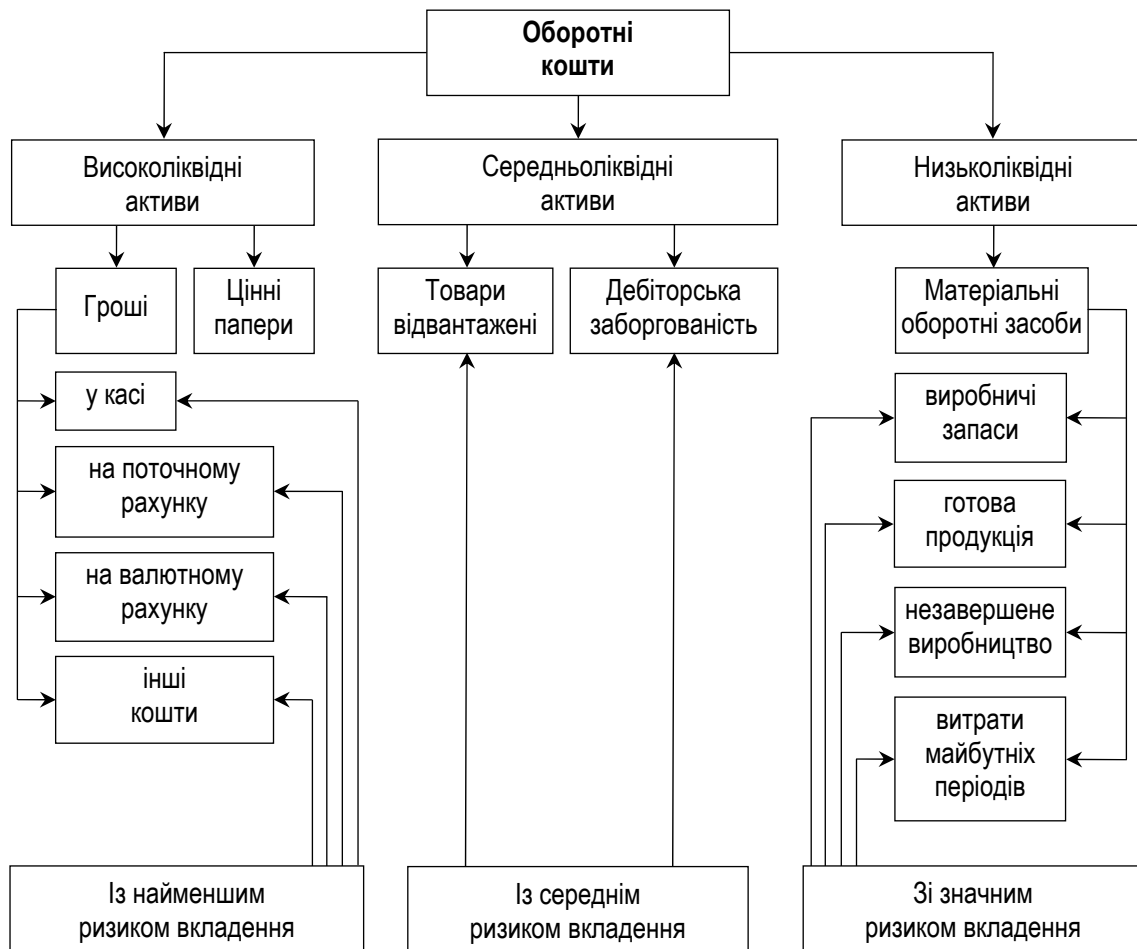 Оборотні
кошти
Високоліквідні
активи
Середньоліквідні
активи
Низьколіквідні
активи
Гроші
Цінні
папери
Товари
відвантажені
Дебіторська
заборгованість
Матеріальні
оборотні засоби
у касі
на поточному
рахунку
на валютному
рахунку
інші
кошти
виробничі
запаси
готова
продукція
незавершене
виробництво
витрати
майбутніх
періодів
Із найменшим
ризиком вкладення
Із середнім
ризиком вкладення
Зі значним
ризиком вкладення